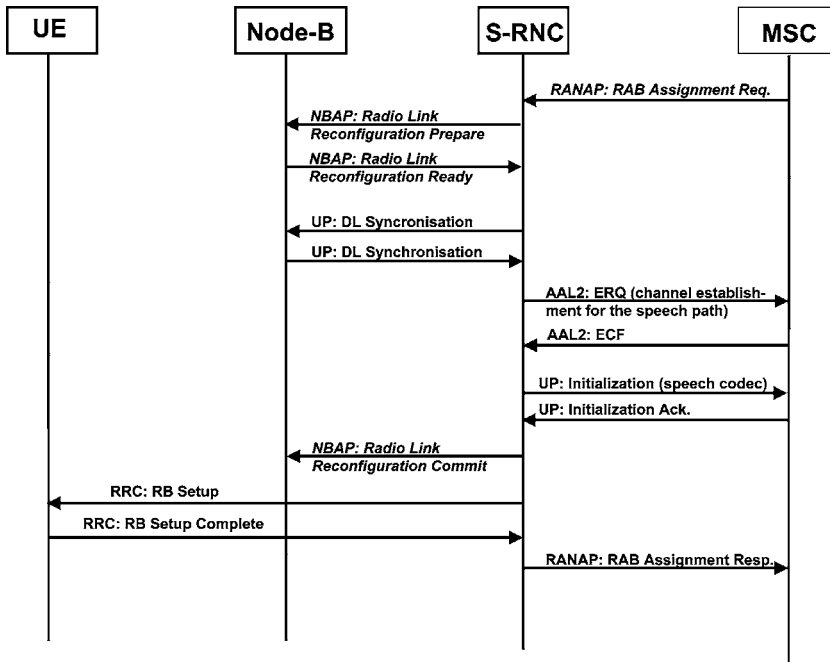 UE
Node-B
S-RNC
MSC
RANAP: RAB Assignment Req.
NBAP: Radio Link
Reconfiguration Prepare
NBAP: Radio Link
Reconfiguration Ready
UP: DL Syncronisation
UP: DL Synchronisation
AAL2: ERQ (channel establish-
ment for the speech path)
AAL2: ECF
UP: Initialization (speech codec)
UP: Initialization Ack.
NBAP: Radio Link
Reconfiguration Commit
RRC: RB Setup
RRC: RB Setup Complete
RANAP: RAB Assignment Resp.